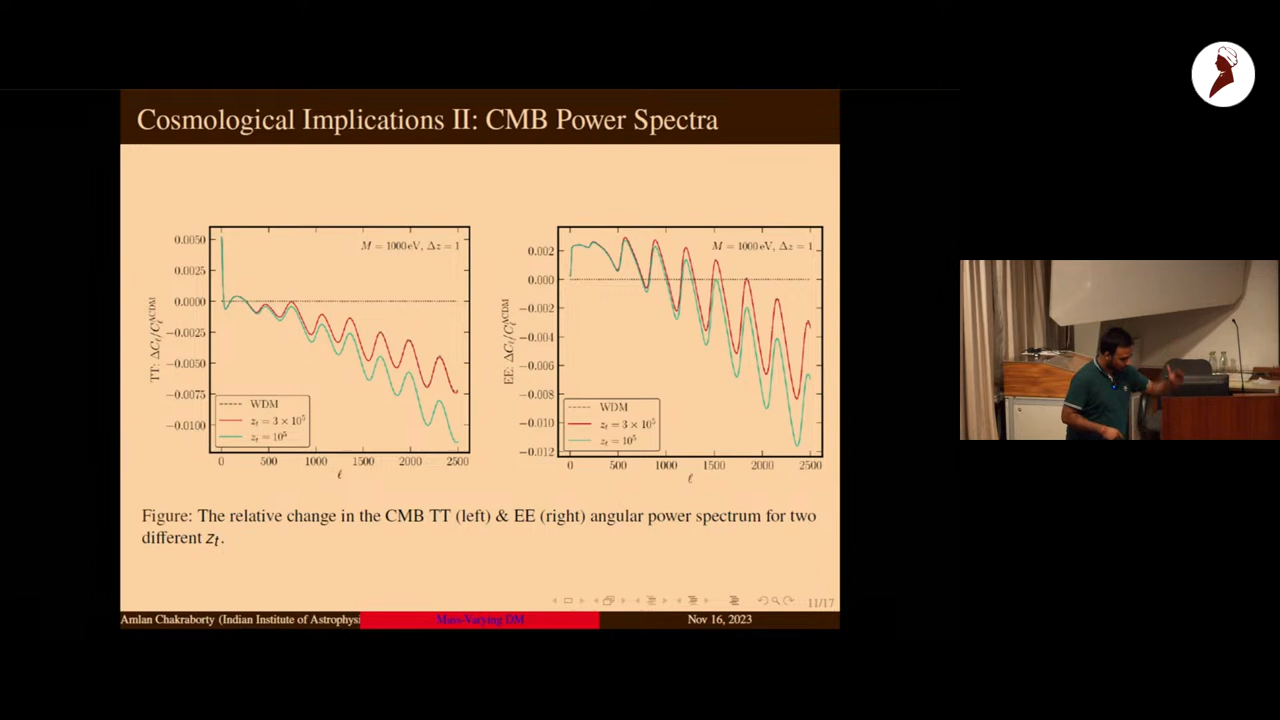 Cosmological Implications II: CMB Power Spectra
TT: ΔCℓ/Cℓ^ΛCDM
0.0050
0.0025
0.0000
−0.0025
−0.0050
−0.0075
−0.0100
M = 1000 eV, Δz = 1
WDM
z_t = 3 × 10^5
z_t = 10^5
0 500 1000 1500 2000 2500
ℓ
EE: ΔCℓ/Cℓ^ΛCDM
0.002
0.000
−0.002
−0.004
−0.006
−0.008
−0.010
−0.012
M = 1000 eV, Δz = 1
WDM
z_t = 3 × 10^5
z_t = 10^5
0 500 1000 1500 2000 2500
ℓ
Figure: The relative change in the CMB TT (left) & EE (right) angular power spectrum for two
different z_t.
11/17
Amlan Chakraborty (Indian Institute of Astrophysi Mass-Varying DM Nov 16, 2023